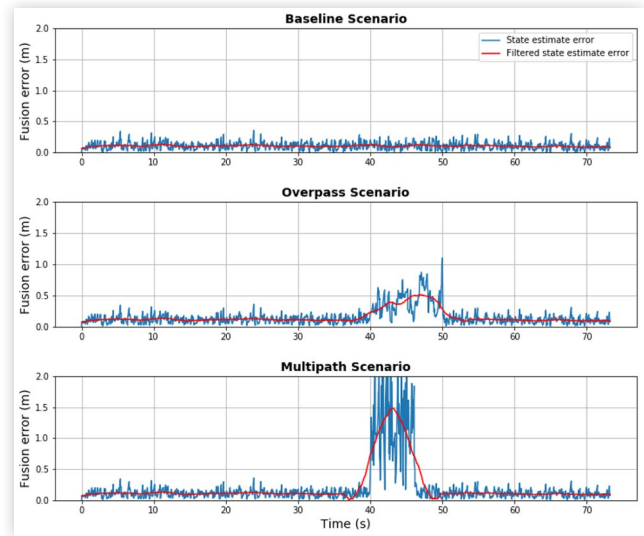 Baseline Scenario
Fusion error (m)
2.0
1.5
1.0
0.5
0.0
State estimate error
Filtered state estimate error
0 10 20 30 40 50 60 70
Overpass Scenario
Fusion error (m)
2.0
1.5
1.0
0.5
0.0
0 10 20 30 40 50 60 70
Multipath Scenario
Fusion error (m)
2.0
1.5
1.0
0.5
0.0
0 10 20 30 40 50 60 70
Time (s)